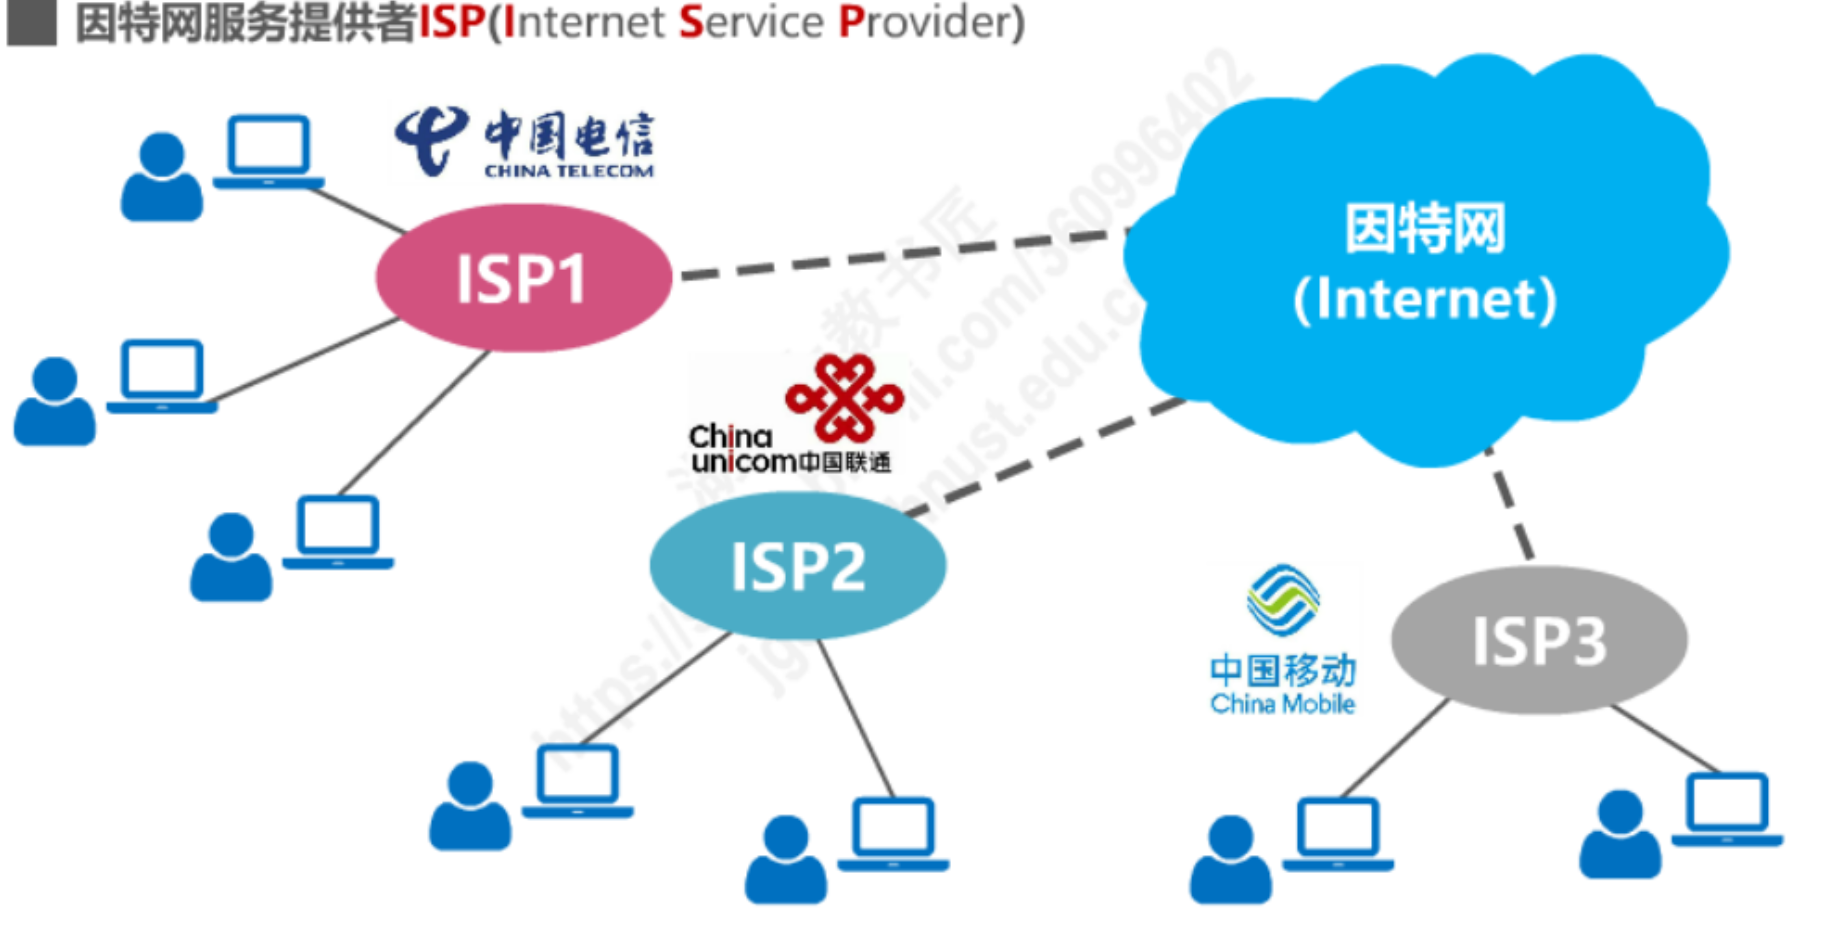 因特网服务提供者ISP(Internet Service Provider)
中国电信
CHINA TELECOM
ISP1
因特网
(Internet)
China
unicom中国联通
ISP2
中国移动
China Mobile
ISP3